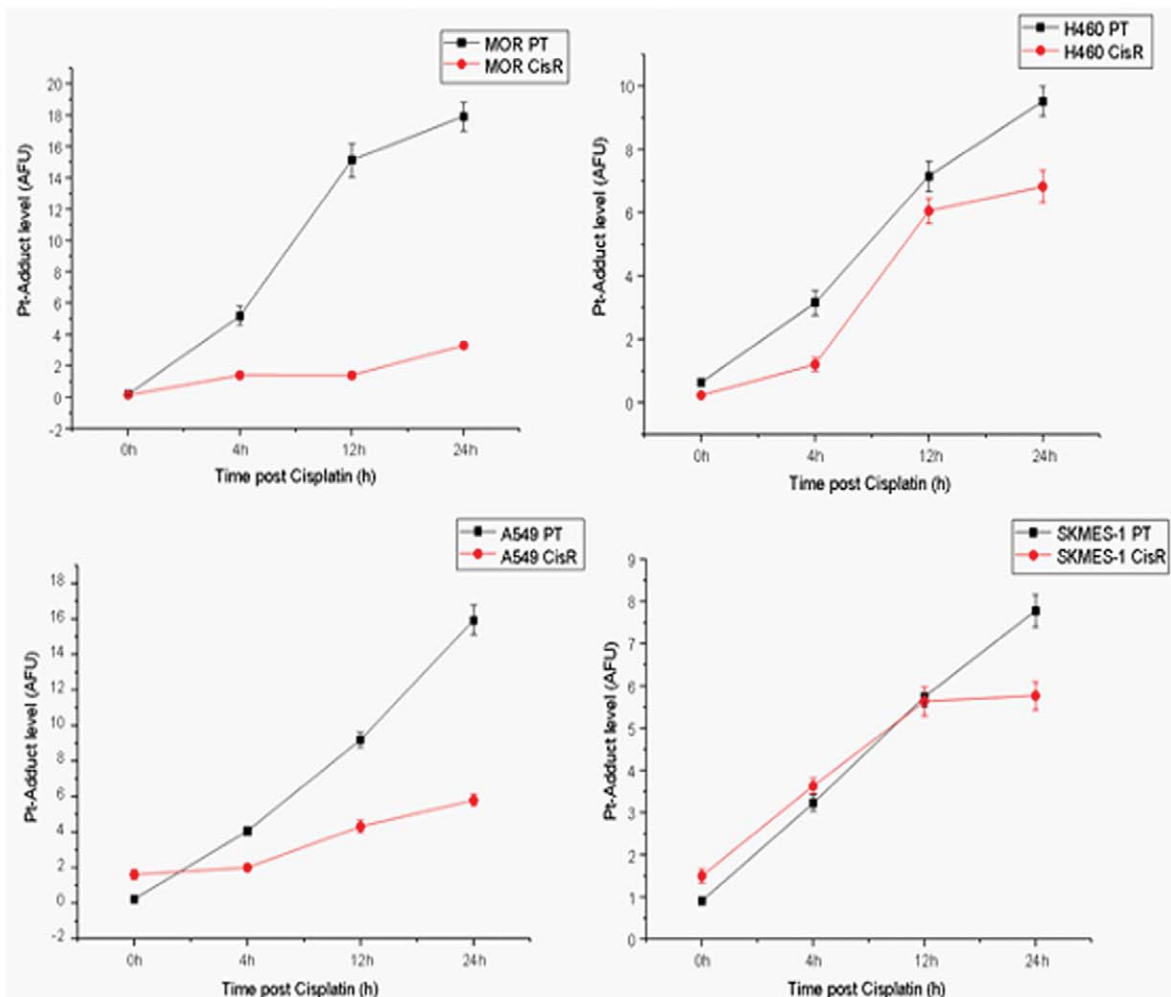 MOR PT
MOR CisR
Pt-Adduct level (AFU)
20
18
16
14
12
10
8
6
4
2
0
-2
0h 4h 12h 24h
Time post Cisplatin (h)
H460 PT
H460 CisR
Pt-Adduct level (AFU)
10
8
6
4
2
0
0h 4h 12h 24h
Time post Cisplatin (h)
A549 PT
A549 CisR
Pt-Adduct level (AFU)
18
16
14
12
10
8
6
4
2
0
-2
0h 4h 12h 24h
Time post Cisplatin (h)
SKMES-1 PT
SKMES-1 CisR
Pt-Adduct level (AFU)
9
8
7
6
5
4
3
2
1
0
0h 4h 12h 24h
Time post Cisplatin (h)